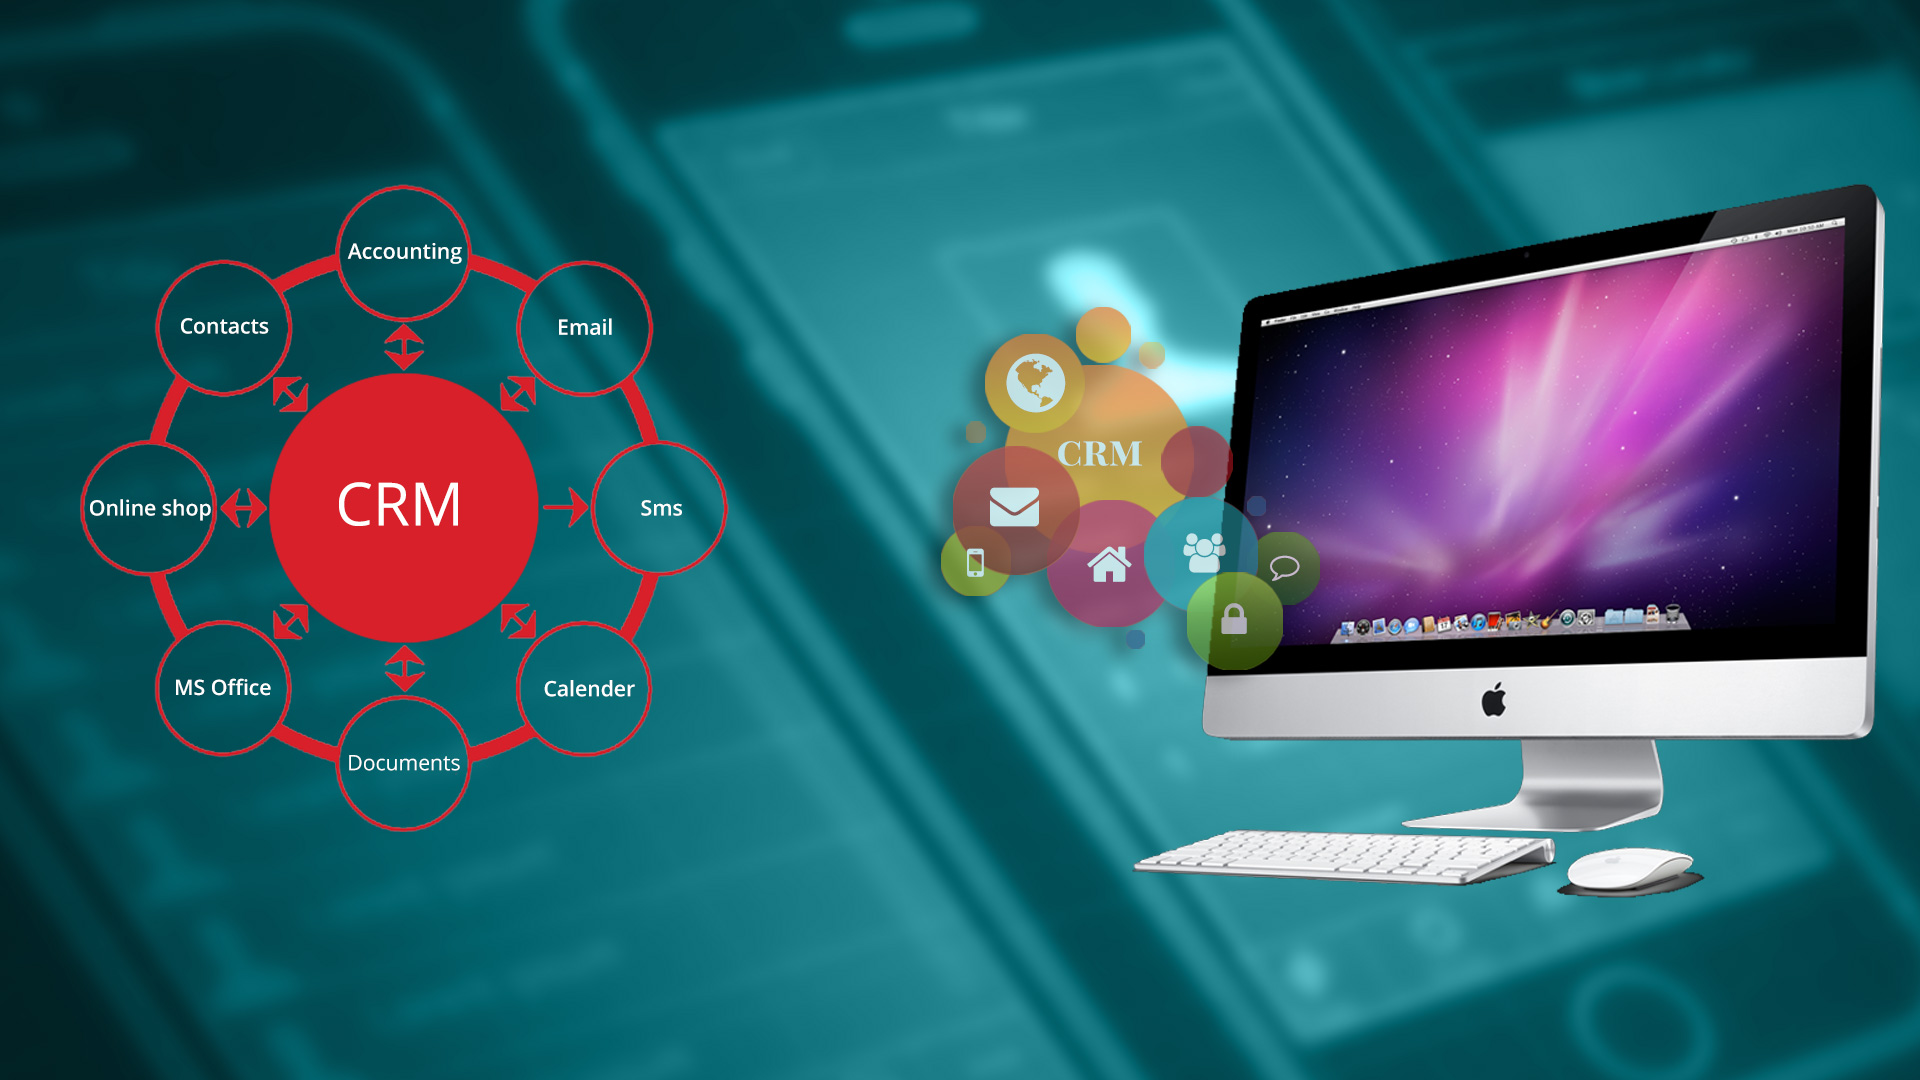 Accounting
Contacts
Email
Online shop
CRM
Sms
MS Office
Calender
Documents
CRM